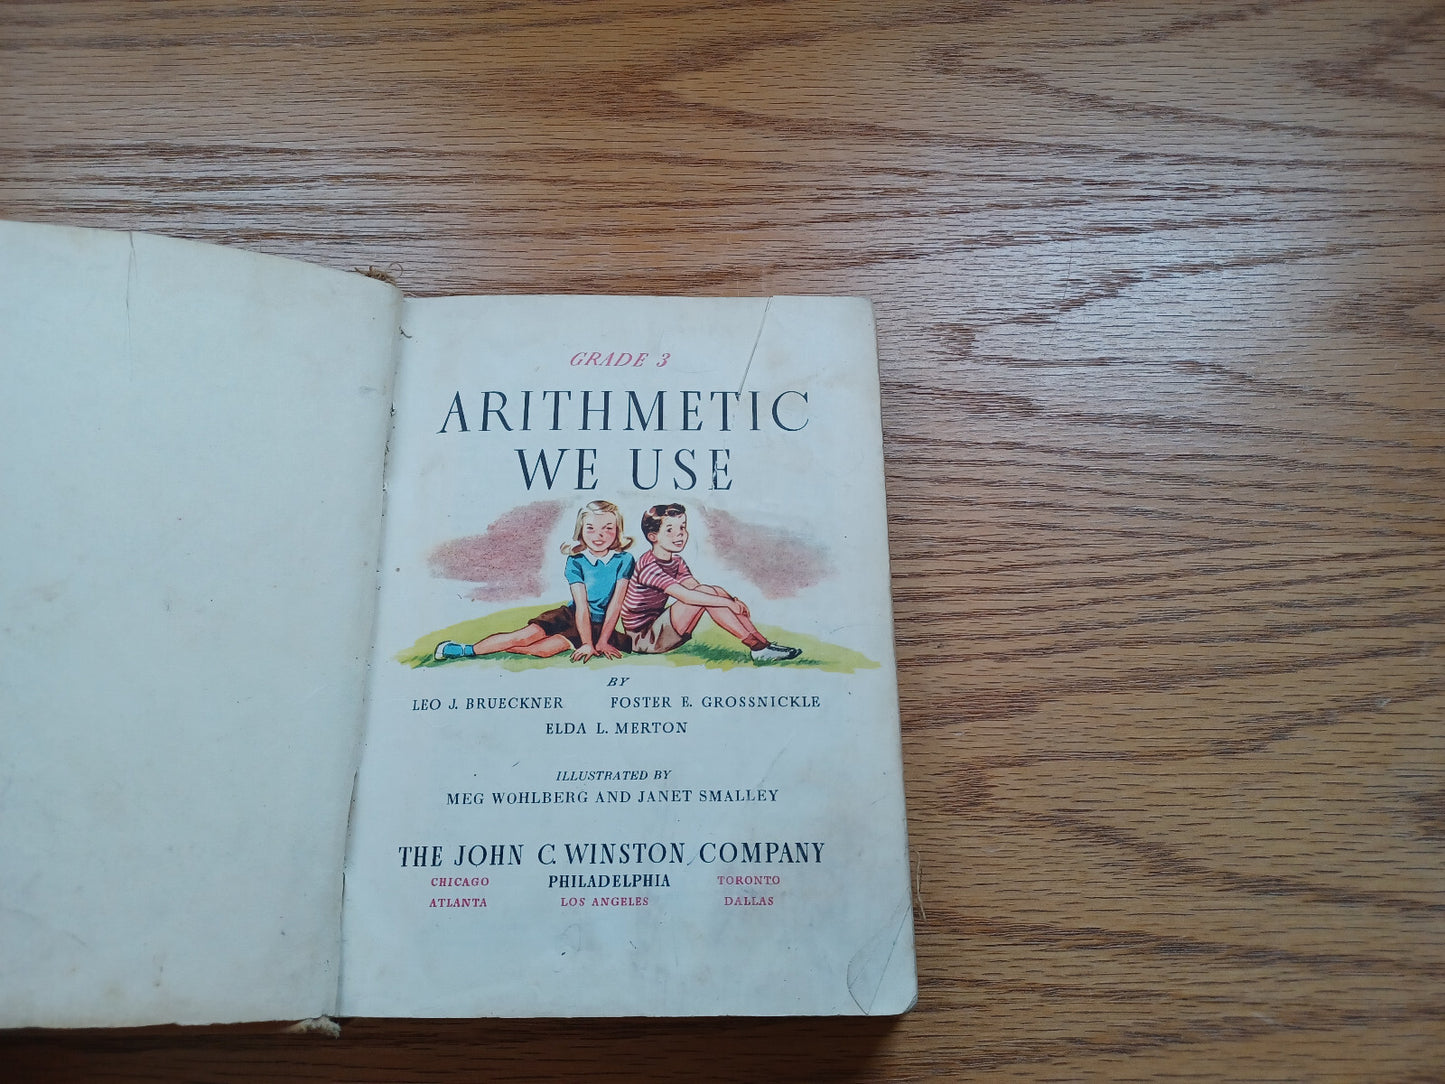 GRADE 3
ARITHMETIC
WE USE
BY
LEO J. BRUECKNER FOSTER E. GROSSNICKLE
ELDA L. MERTON
ILLUSTRATED BY
MEG WOHLBERG AND JANET SMALLEY
THE JOHN C. WINSTON COMPANY
CHICAGO PHILADELPHIA TORONTO
ATLANTA LOS ANGELES DALLAS